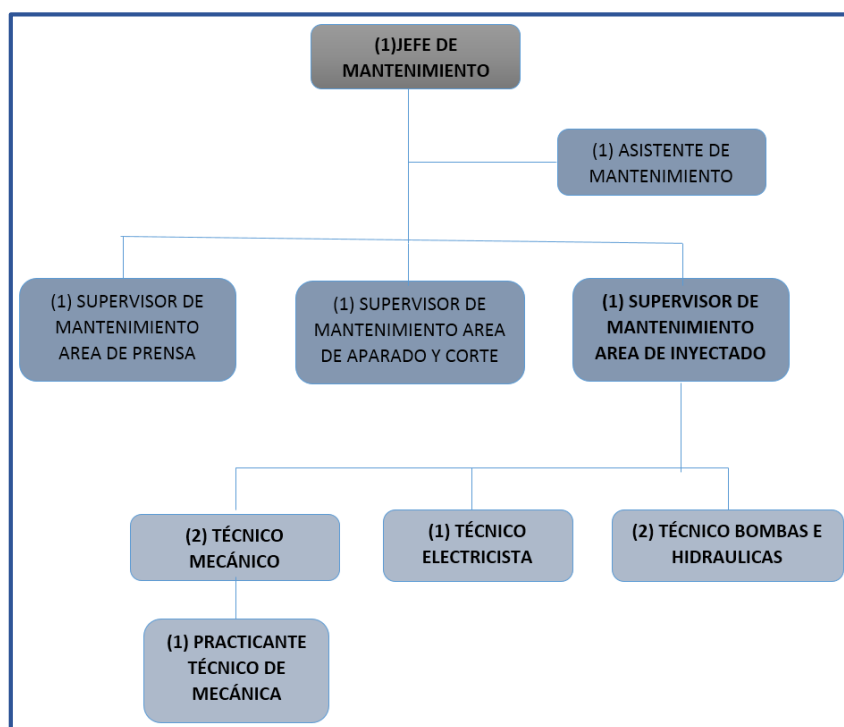 (1)JEFE DE
MANTENIMIENTO
(1) ASISTENTE DE
MANTENIMIENTO
(1) SUPERVISOR DE
MANTENIMIENTO
AREA DE PRENSA
(1) SUPERVISOR DE
MANTENIMIENTO AREA
DE APARADO Y CORTE
(1) SUPERVISOR DE
MANTENIMIENTO
AREA DE INYECTADO
(2) TÉCNICO
MECÁNICO
(1) TÉCNICO
ELECTRICISTA
(2) TÉCNICO BOMBAS E
HIDRAULICAS
(1) PRACTICANTE
TÉCNICO DE
MECÁNICA